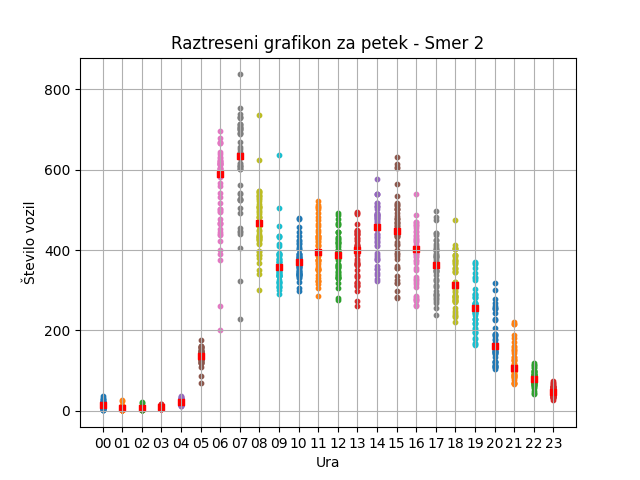 Raztreseni grafikon za petek - Smer 2
Število vozil
800
600
400
200
0
00 01 02 03 04 05 06 07 08 09 10 11 12 13 14 15 16 17 18 19 20 21 22 23
Ura